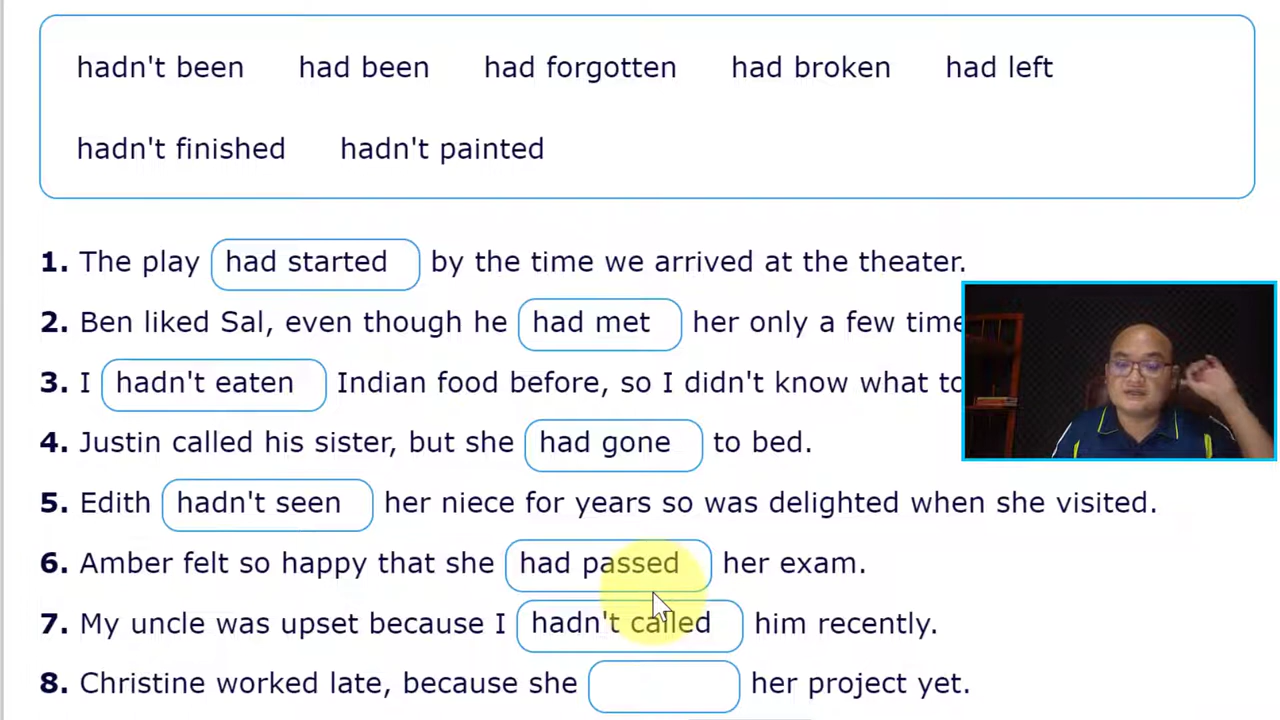 hadn't been had been had forgotten had broken had left
hadn't finished hadn't painted
1. The play had started by the time we arrived at the theater.
2. Ben liked Sal, even though he had met her only a few
3. I hadn't eaten Indian food before, so I didn't know what
4. Justin called his sister, but she had gone to bed.
5. Edith hadn't seen her niece for years so was delighted when she visited.
6. Amber felt so happy that she had passed her exam.
7. My uncle was upset because I hadn't called him recently.
8. Christine worked late, because she her project yet.